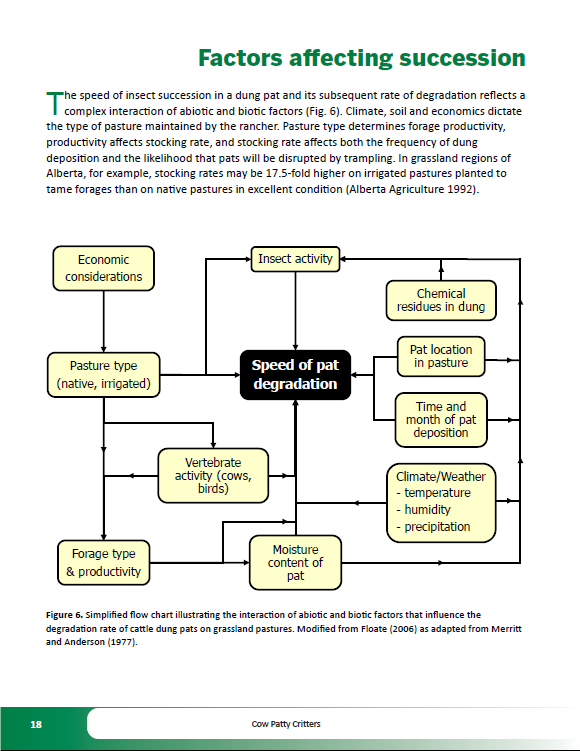 Factors affecting succession
The speed of insect succession in a dung pat and its subsequent rate of degradation reflects a
complex interaction of abiotic and biotic factors (Fig. 6). Climate, soil and economics dictate
the type of pasture maintained by the rancher. Pasture type determines forage productivity,
productivity affects stocking rate, and stocking rate affects both the frequency of dung
deposition and the likelihood that pats will be disrupted by trampling. In grassland regions of
Alberta, for example, stocking rates may be 17.5-fold higher on irrigated pastures planted to
tame forages than on native pastures in excellent condition (Alberta Agriculture 1992).
Economic
considerations
Insect activity
Chemical
residues in dung
Pasture type
(native, irrigated)
Speed of pat
degradation
Pat location
in pasture
Time and
month of pat
deposition
Vertebrate
activity (cows,
birds)
Climate/Weather
- temperature
- humidity
- precipitation
Forage type
& productivity
Moisture
content of
pat
Figure 6. Simplified flow chart illustrating the interaction of abiotic and biotic factors that influence the
degradation rate of cattle dung pats on grassland pastures. Modified from Floate (2006) as adapted from Merritt
and Anderson (1977).
18
Cow Patty Critters